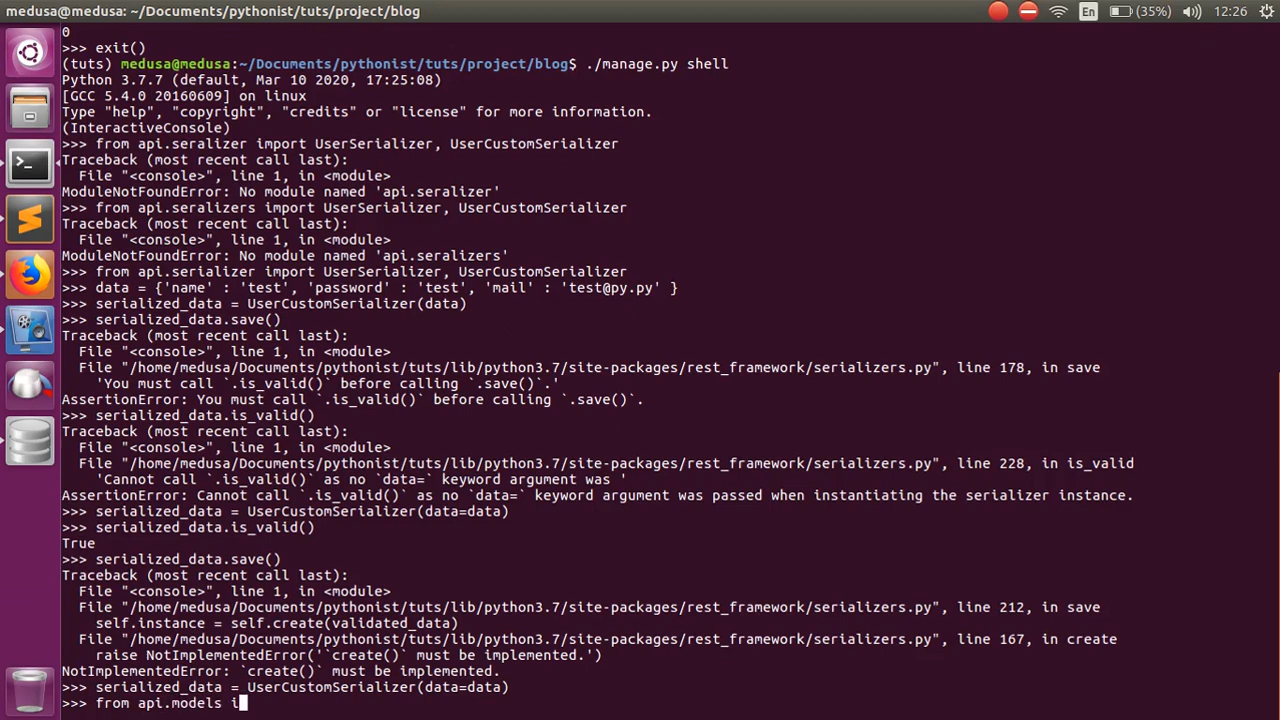 medusa@medusa: ~/Documents/pythonist/tuts/project/blog
En
(35%)
12:26
0
>>> exit()
(tuts) medusa@medusa:~/Documents/pythonist/tuts/project/blog$ ./manage.py shell
Python 3.7.7 (default, Mar 10 2020, 17:25:08)
[GCC 5.4.0 20160609] on linux
Type "help", "copyright", "credits" or "license" for more information.
(InteractiveConsole)
>>> from api.seralizer import UserSerializer, UserCustomSerializer
Traceback (most recent call last):
  File "<console>", line 1, in <module>
ModuleNotFoundError: No module named 'api.seralizer'
>>> from api.seralizers import UserSerializer, UserCustomSerializer
Traceback (most recent call last):
  File "<console>", line 1, in <module>
ModuleNotFoundError: No module named 'api.seralizers'
>>> from api.serializer import UserSerializer, UserCustomSerializer
>>> data = {'name' : 'test', 'password' : 'test', 'mail' : 'test@py.py' }
>>> serialized_data = UserCustomSerializer(data)
>>> serialized_data.save()
Traceback (most recent call last):
  File "<console>", line 1, in <module>
  File "/home/medusa/Documents/pythonist/tuts/lib/python3.7/site-packages/rest_framework/serializers.py", line 178, in save
    'You must call `.is_valid()` before calling `.save()`.'
AssertionError: You must call `.is_valid()` before calling `.save()`.
>>> serialized_data.is_valid()
Traceback (most recent call last):
  File "<console>", line 1, in <module>
  File "/home/medusa/Documents/pythonist/tuts/lib/python3.7/site-packages/rest_framework/serializers.py", line 228, in is_valid
    'Cannot call `.is_valid()` as no `data=` keyword argument was '
AssertionError: Cannot call `.is_valid()` as no `data=` keyword argument was passed when instantiating the serializer instance.
>>> serialized_data = UserCustomSerializer(data=data)
>>> serialized_data.is_valid()
True
>>> serialized_data.save()
Traceback (most recent call last):
  File "<console>", line 1, in <module>
  File "/home/medusa/Documents/pythonist/tuts/lib/python3.7/site-packages/rest_framework/serializers.py", line 212, in save
    self.instance = self.create(validated_data)
  File "/home/medusa/Documents/pythonist/tuts/lib/python3.7/site-packages/rest_framework/serializers.py", line 167, in create
    raise NotImplementedError('`create()` must be implemented.')
NotImplementedError: `create()` must be implemented.
>>> serialized_data = UserCustomSerializer(data=data)
>>> from api.models i